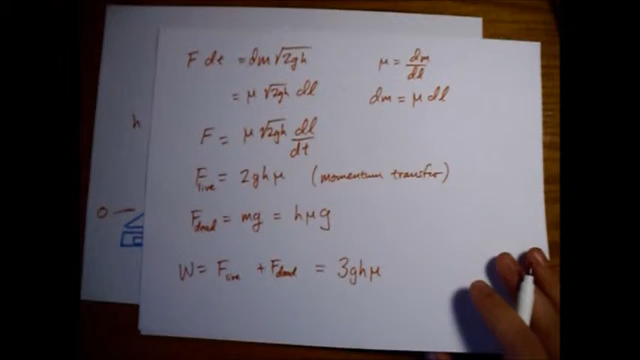 F dt = dm √2gh   μ = dm/dl
= μ √2gh dl   dm = μ dl
h
F = μ √2gh dl/dt
F_live = 2ghμ (momentum transfer)
0
F_dead = mg = hμg
W = F_live + F_dead = 3ghμ